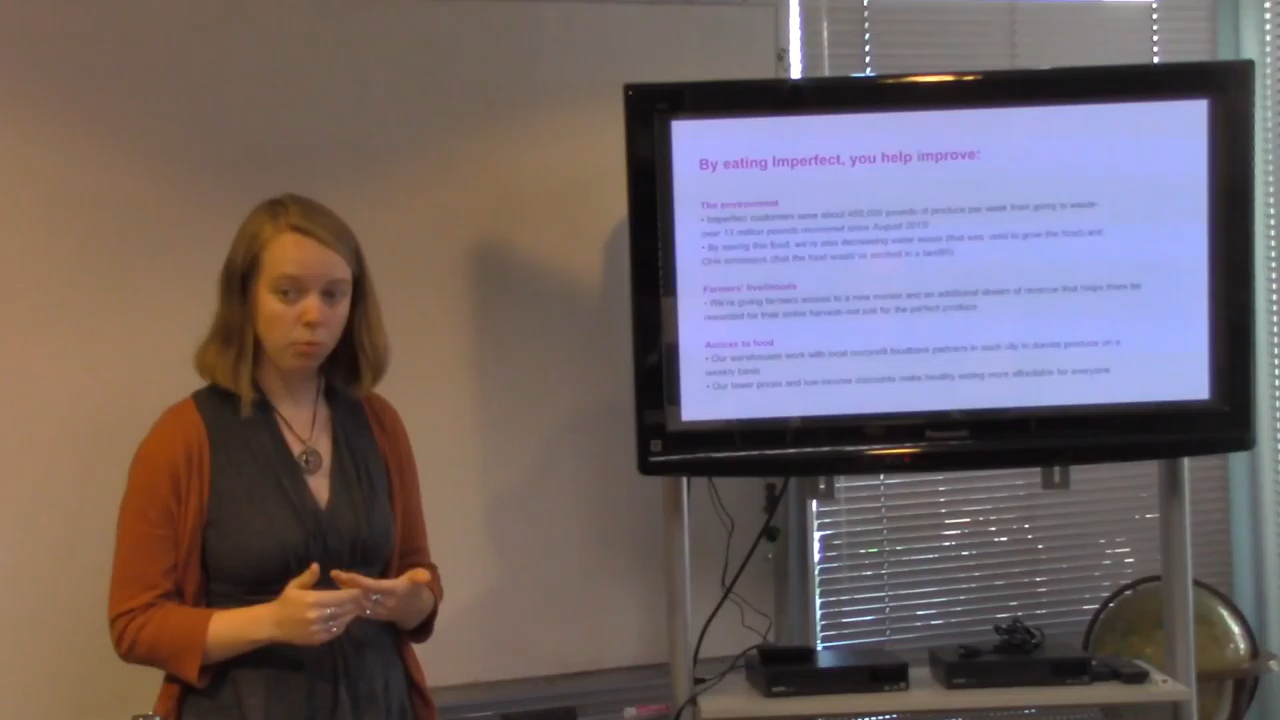 By eating Imperfect, you help improve:
The environment
• Imperfect customers save about 450,000 pounds of produce per week from going to waste-
over 13 million pounds recovered since August 2015!
• By saving this food, we're also decreasing water waste (that was used to grow the food) and
CH4 emissions (that the food would've emitted in a landfill)
Farmers' livelihoods
• We're giving farmers access to a new market and an additional stream of revenue that helps them be
rewarded for their entire harvest-not just for the perfect produce
Access to food
• Our warehouses work with local nonprofit foodbank partners in each city to donate produce on a
weekly basis.
• Our lower prices and low-income discounts make healthy eating more affordable for everyone
Panasonic